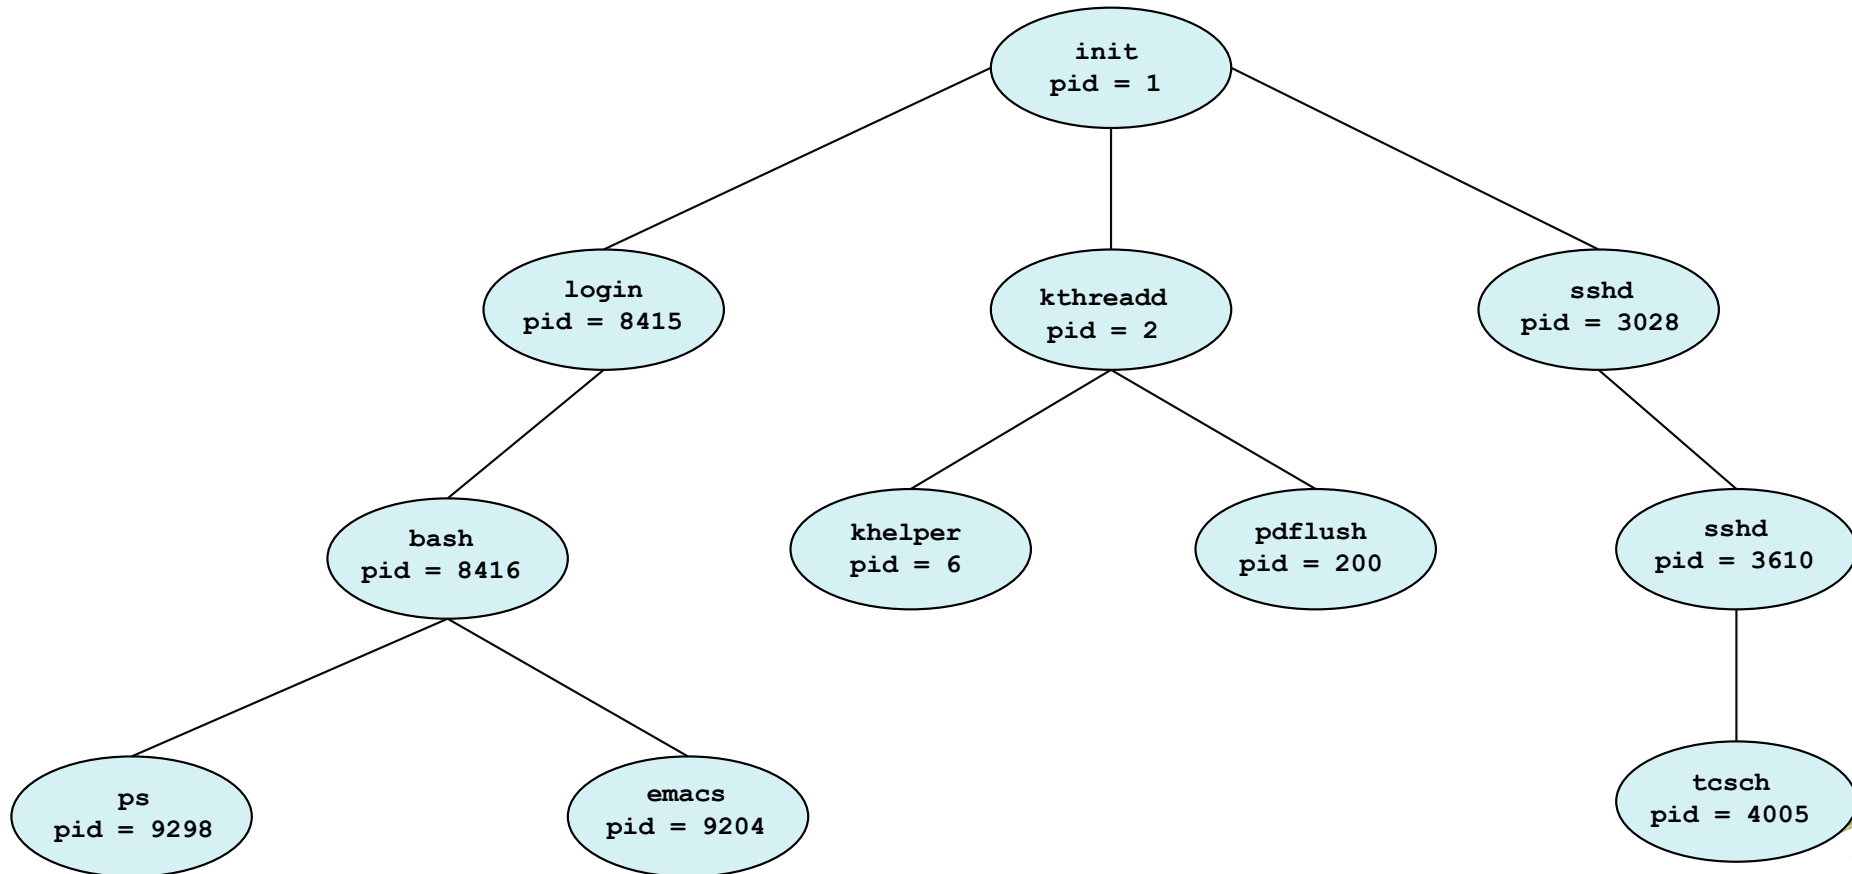 init
pid = 1
login
pid = 8415
kthreadd
pid = 2
sshd
pid = 3028
bash
pid = 8416
khelper
pid = 6
pdflush
pid = 200
sshd
pid = 3610
ps
pid = 9298
emacs
pid = 9204
tcsch
pid = 4005